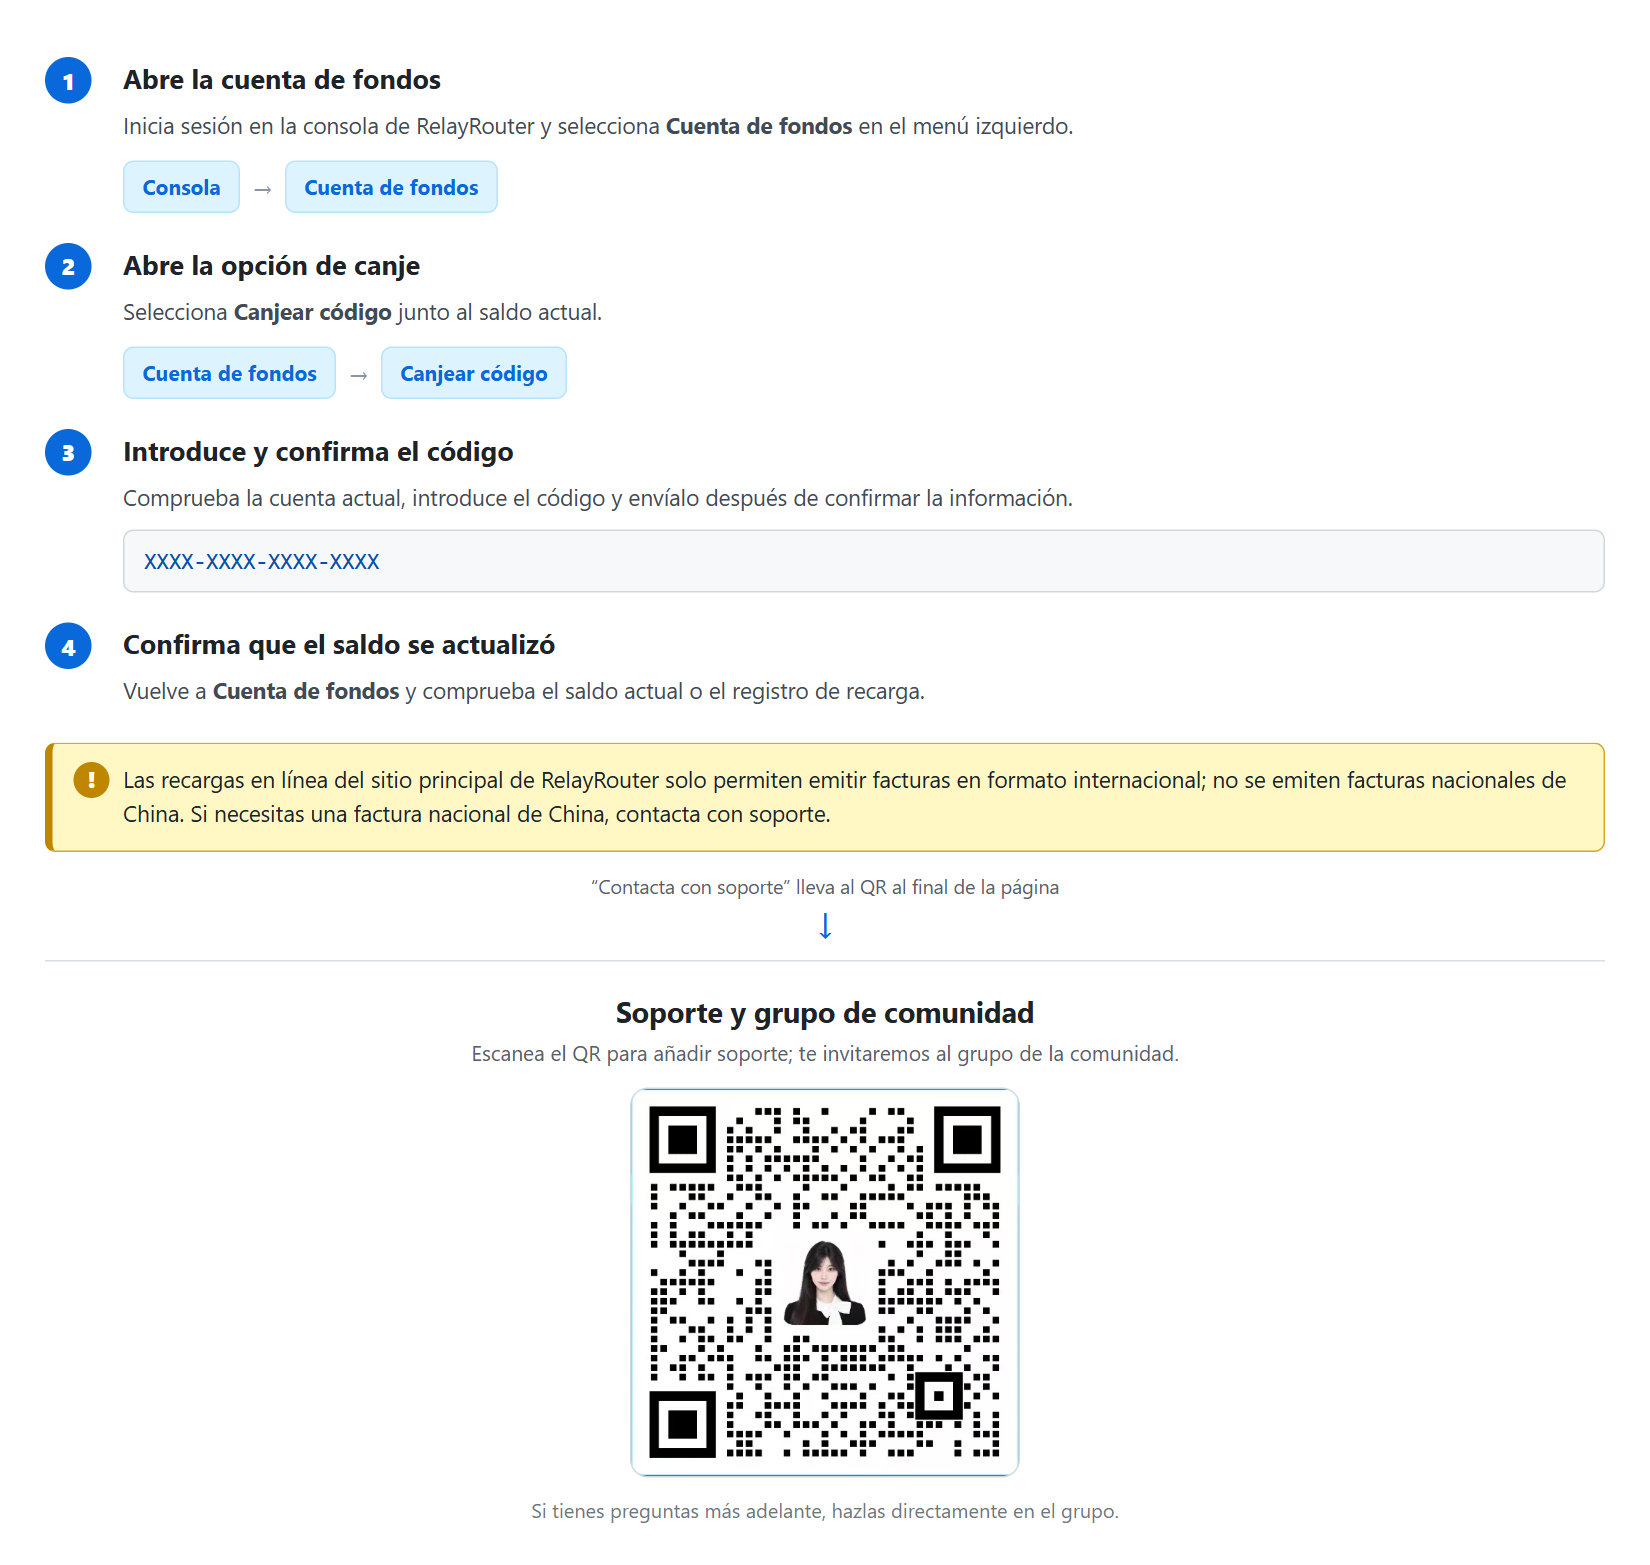 1
Abre la cuenta de fondos
Inicia sesión en la consola de RelayRouter y selecciona Cuenta de fondos en el menú izquierdo.
Consola → Cuenta de fondos
2
Abre la opción de canje
Selecciona Canjear código junto al saldo actual.
Cuenta de fondos → Canjear código
3
Introduce y confirma el código
Comprueba la cuenta actual, introduce el código y envíalo después de confirmar la información.
XXXX-XXXX-XXXX-XXXX
4
Confirma que el saldo se actualizó
Vuelve a Cuenta de fondos y comprueba el saldo actual o el registro de recarga.
!
Las recargas en línea del sitio principal de RelayRouter solo permiten emitir facturas en formato internacional; no se emiten facturas nacionales de
China. Si necesitas una factura nacional de China, contacta con soporte.
“Contacta con soporte” lleva al QR al final de la página
↓
Soporte y grupo de comunidad
Escanea el QR para añadir soporte; te invitaremos al grupo de la comunidad.
Si tienes preguntas más adelante, hazlas directamente en el grupo.